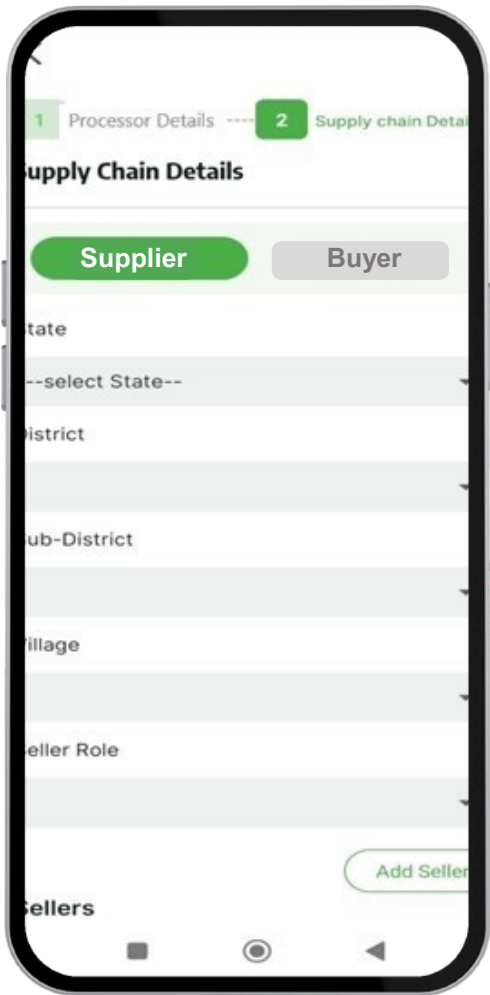 1 Processor Details ---- 2 Supply chain Detai
upply Chain Details
Supplier Buyer
tate
--select State--
istrict
ub-District
illage
eller Role
Add Seller
ellers